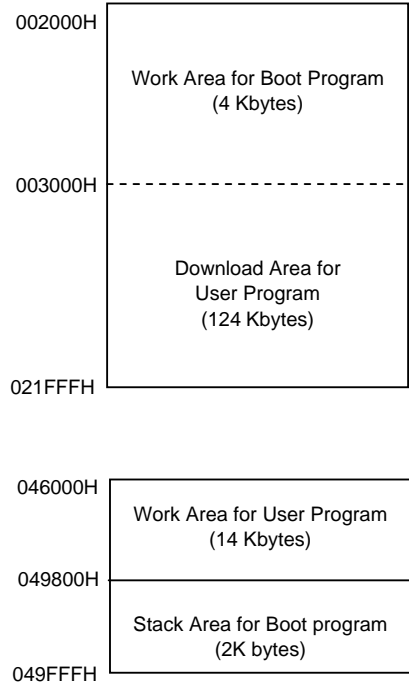 002000H
Work Area for Boot Program
(4 Kbytes)
003000H
Download Area for
User Program
(124 Kbytes)
021FFFH
046000H
Work Area for User Program
(14 Kbytes)
049800H
Stack Area for Boot program
(2K bytes)
049FFFH